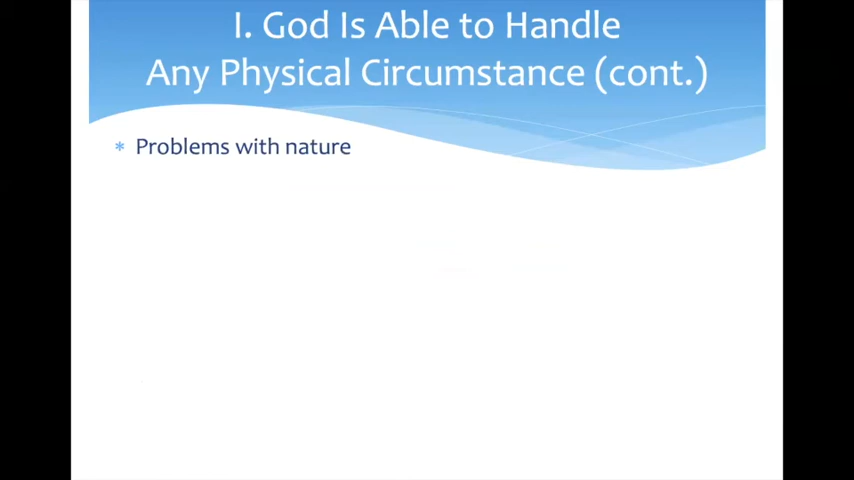 I. God Is Able to Handle
Any Physical Circumstance (cont.)
* Problems with nature